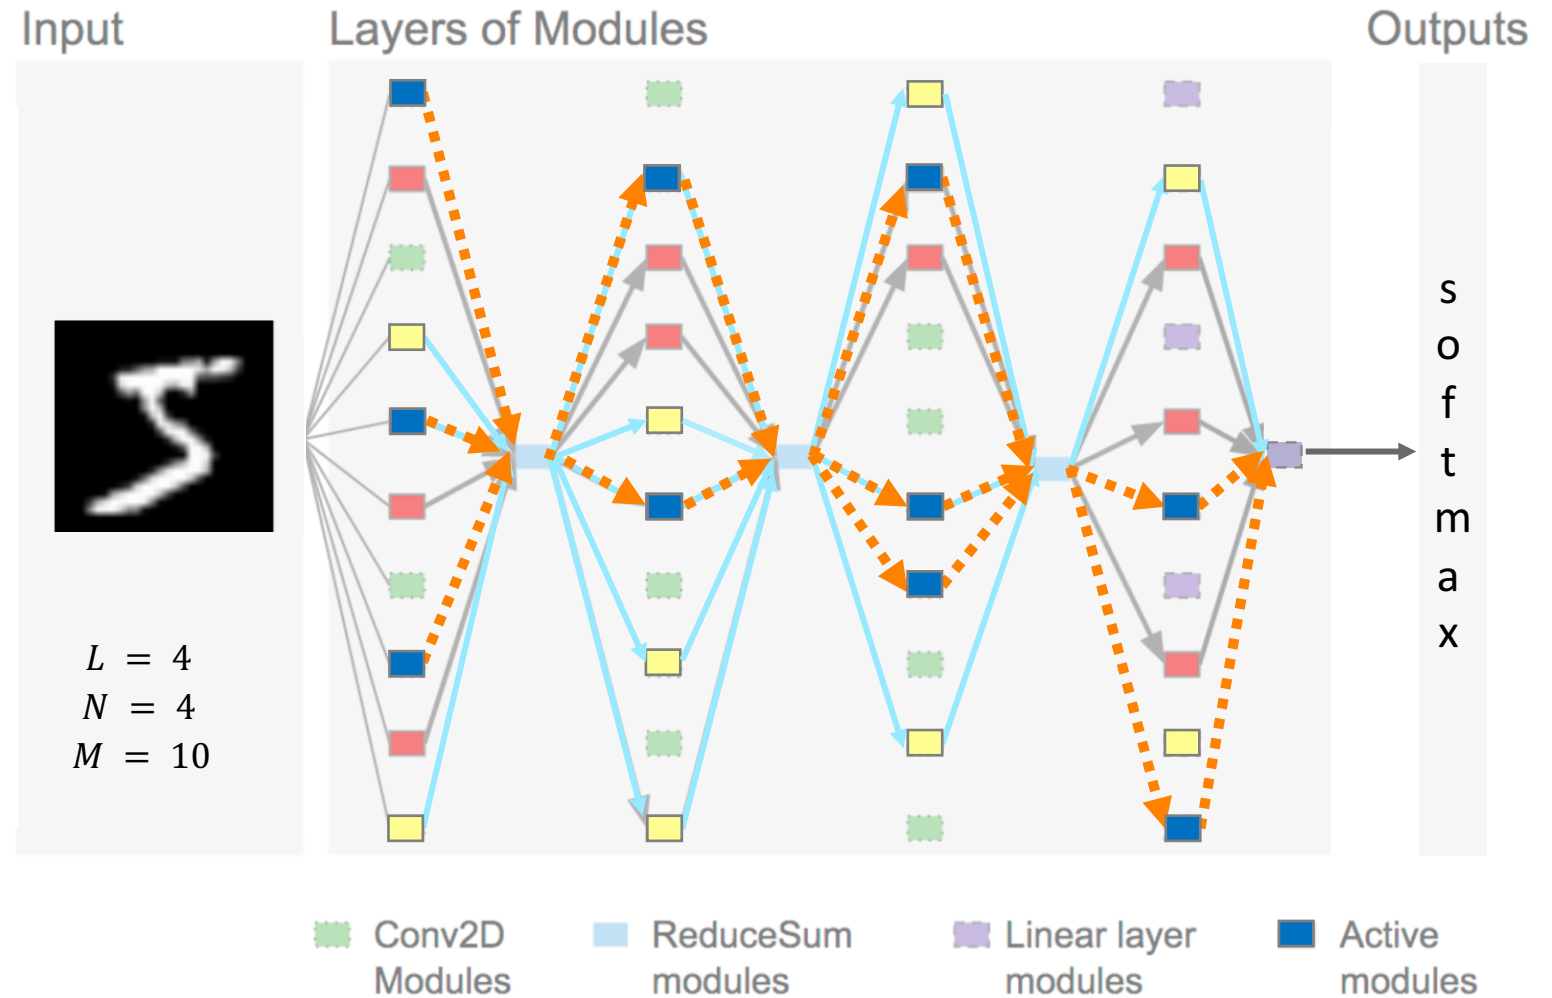 Input
Layers of Modules
Outputs
L = 4
N = 4
M = 10
s
o
f
t
m
a
x
Conv2D
Modules
ReduceSum
modules
Linear layer
modules
Active
modules